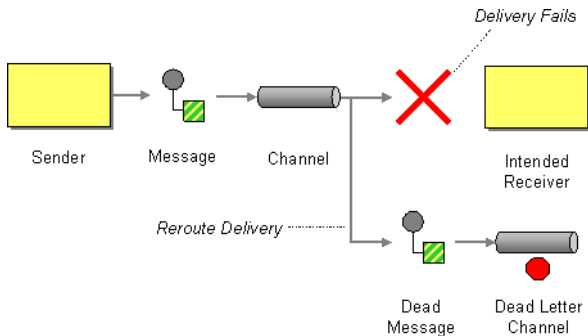 Delivery Fails
Sender
Message
Channel
Intended
Receiver
Reroute Delivery
Dead
Message
Dead Letter
Channel